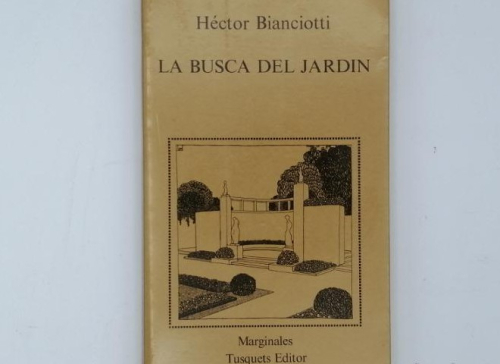 Héctor Bianciotti
LA BUSCA DEL JARDIN
Marginales
Tusquets Editor